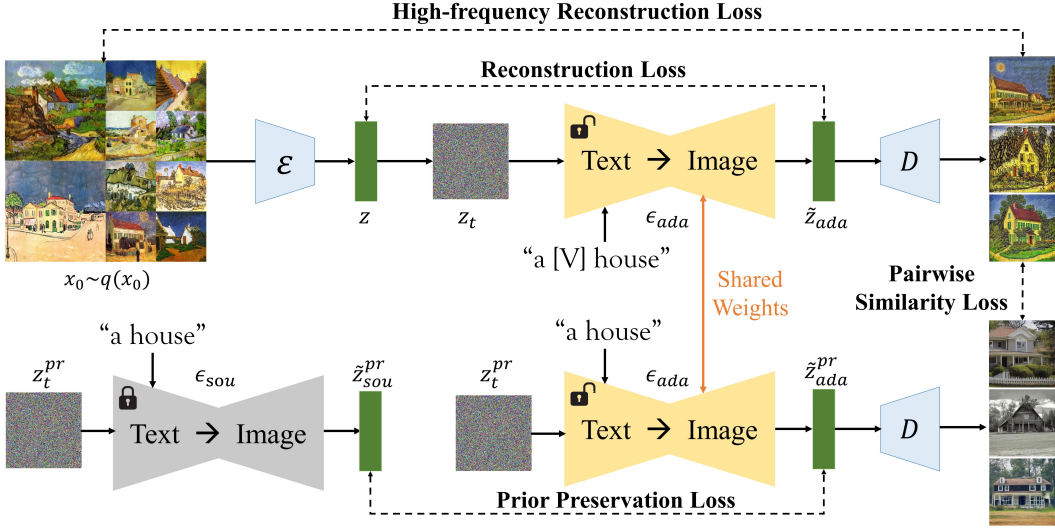 High-frequency Reconstruction Loss
Reconstruction Loss
ℰ
z
z_t
Text → Image
ϵ_ada
"a [V] house"
z̃_ada
D
x_0~q(x_0)
Shared
Weights
Pairwise
Similarity Loss
"a house"
z_t^pr
ϵ_sou
Text → Image
z̃_sou^pr
"a house"
z_t^pr
ϵ_ada
Text → Image
z̃_ada^pr
D
Prior Preservation Loss